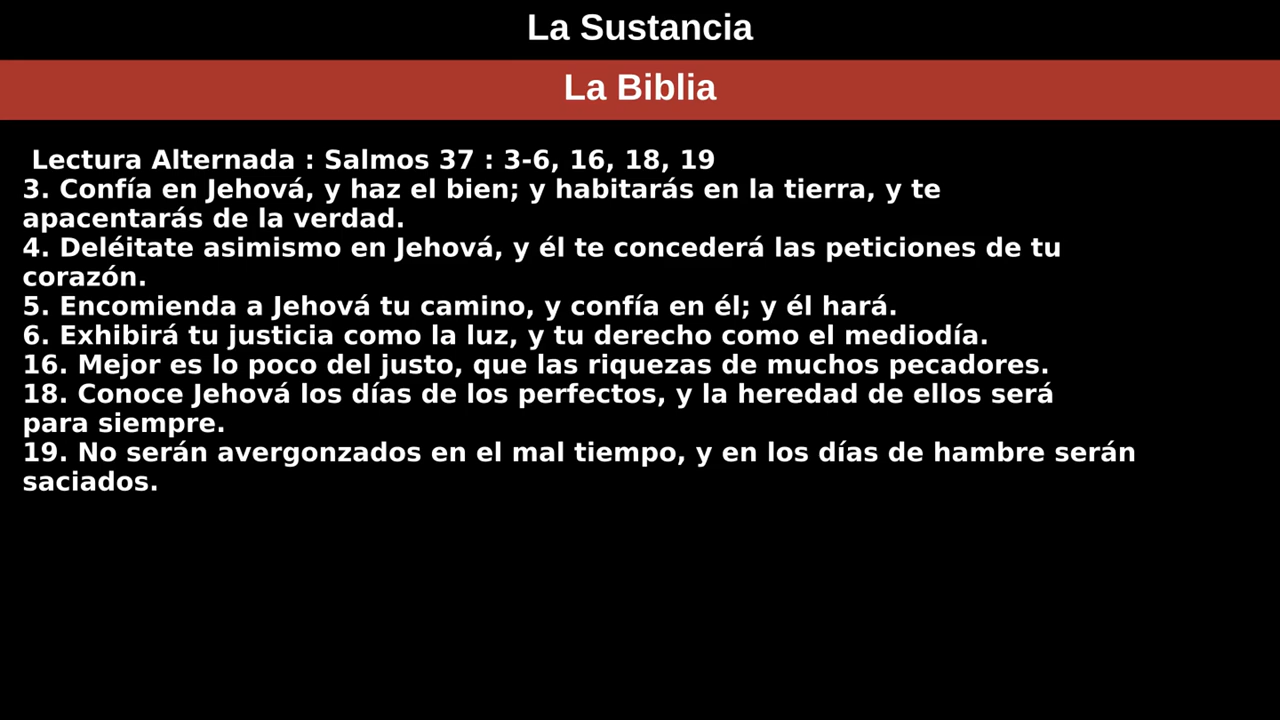 La Sustancia
La Biblia
Lectura Alternada : Salmos 37 : 3-6, 16, 18, 19
3. Confía en Jehová, y haz el bien; y habitarás en la tierra, y te
apacentarás de la verdad.
4. Deléitate asimismo en Jehová, y él te concederá las peticiones de tu
corazón.
5. Encomienda a Jehová tu camino, y confía en él; y él hará.
6. Exhibirá tu justicia como la luz, y tu derecho como el mediodía.
16. Mejor es lo poco del justo, que las riquezas de muchos pecadores.
18. Conoce Jehová los días de los perfectos, y la heredad de ellos será
para siempre.
19. No serán avergonzados en el mal tiempo, y en los días de hambre serán
saciados.